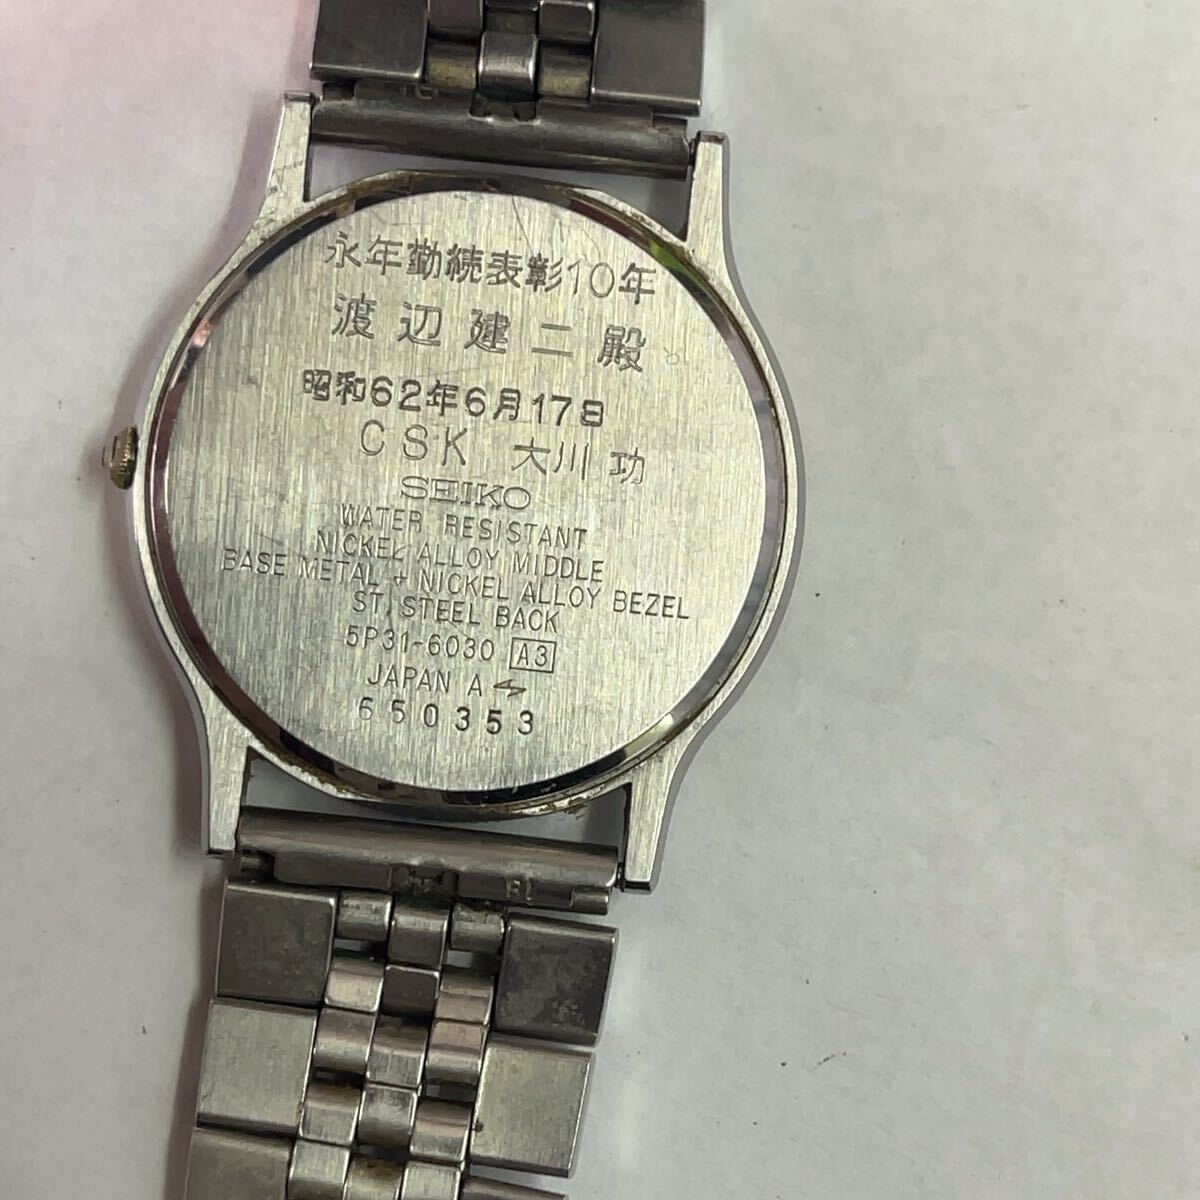 永年勤続表彰10年
渡辺建二殿
昭和62年6月17日
CSK 大川功
SEIKO
WATER RESISTANT
NICKEL ALLOY MIDDLE
BASE METAL + NICKEL ALLOY BEZEL
ST. STEEL BACK
5P31-6030 A3
JAPAN A
650353